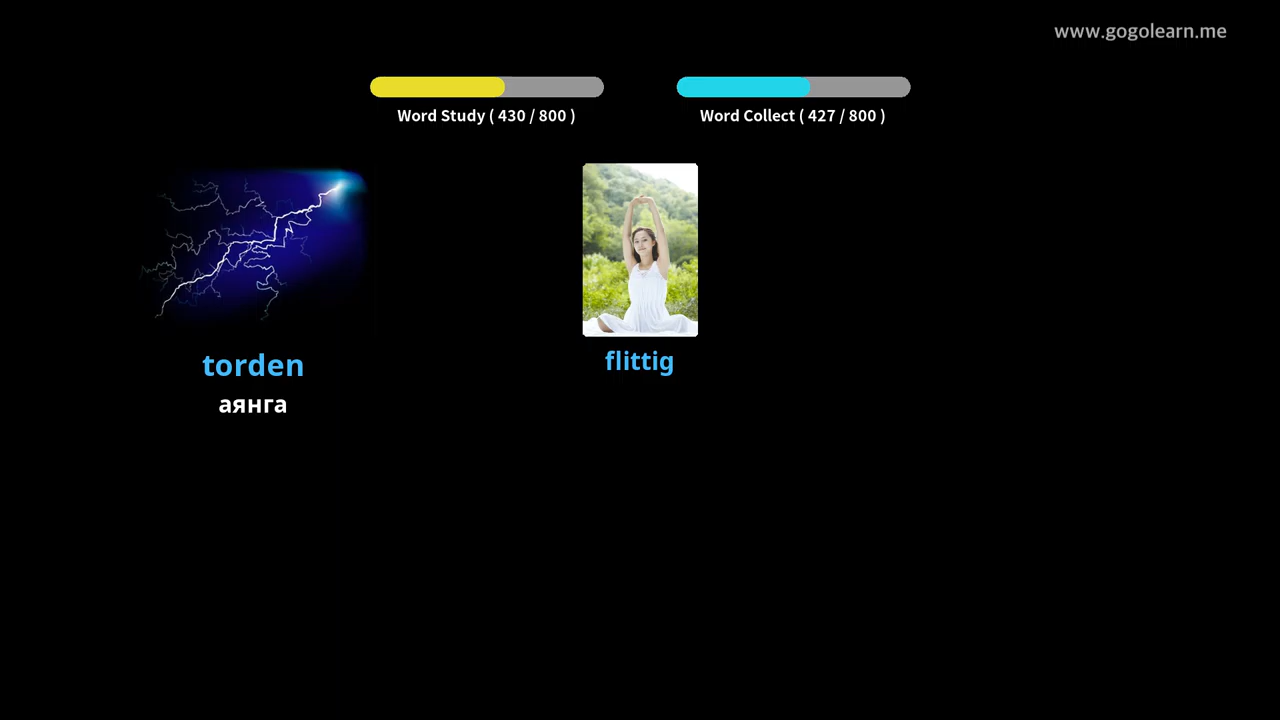 www.gogolearn.me
Word Study ( 430 / 800 )
Word Collect ( 427 / 800 )
torden
аянга
flittig